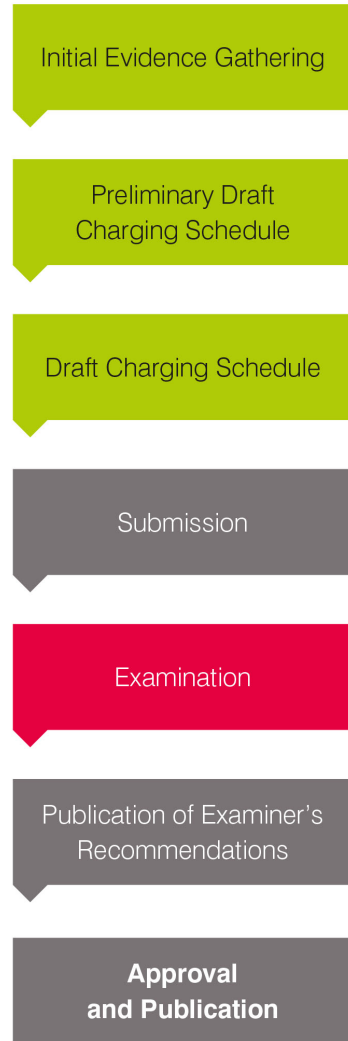 Initial Evidence Gathering
Preliminary Draft
Charging Schedule
Draft Charging Schedule
Submission
Examination
Publication of Examiner’s
Recommendations
Approval
and Publication